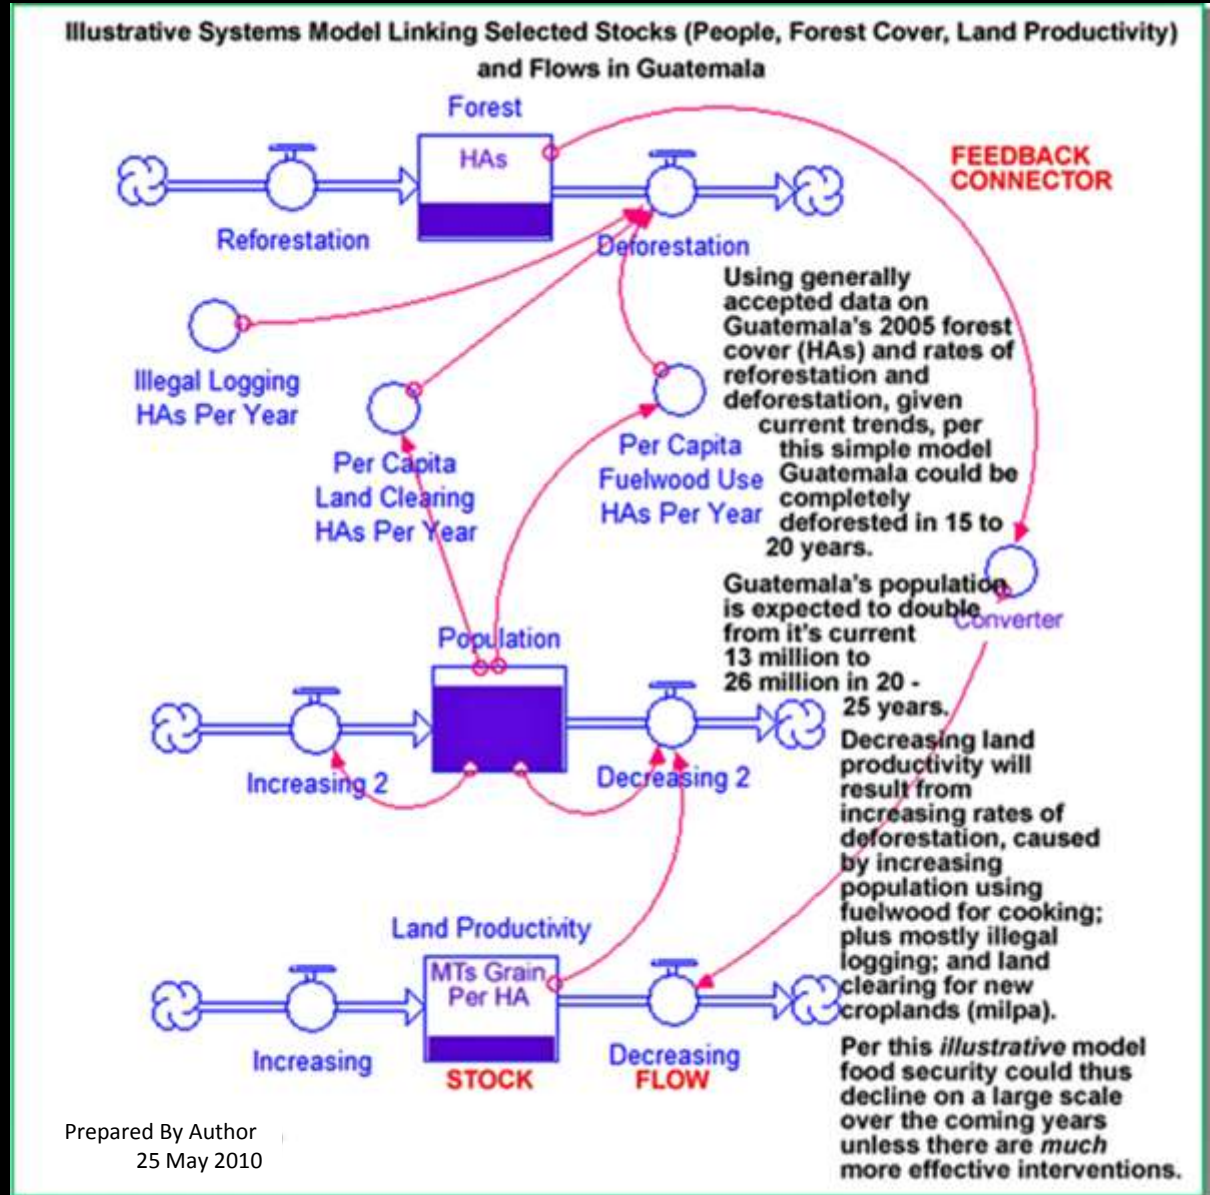 Illustrative Systems Model Linking Selected Stocks (People, Forest Cover, Land Productivity)
and Flows in Guatemala
Forest
HAs
FEEDBACK
CONNECTOR
Reforestation
Deforestation
Illegal Logging
HAs Per Year
Per Capita
Land Clearing
HAs Per Year
Per Capita
Fuelwood Use
HAs Per Year
Using generally
accepted data on
Guatemala's 2005 forest
cover (HAs) and rates of
reforestation and
deforestation, given
current trends, per
this simple model
Guatemala could be
completely
deforested in 15 to
20 years.
Guatemala's population
is expected to double
from it's current
13 million to
26 million in 20 -
25 years.
Converter
Population
Increasing 2
Decreasing 2
Decreasing land
productivity will
result from
increasing rates of
deforestation, caused
by increasing
population using
fuelwood for cooking;
plus mostly illegal
logging; and land
clearing for new
croplands (milpa).
Land Productivity
MTs Grain
Per HA
Increasing
Decreasing
STOCK
FLOW
Per this illustrative model
food security could thus
decline on a large scale
over the coming years
unless there are much
more effective interventions.
Prepared By Author
25 May 2010